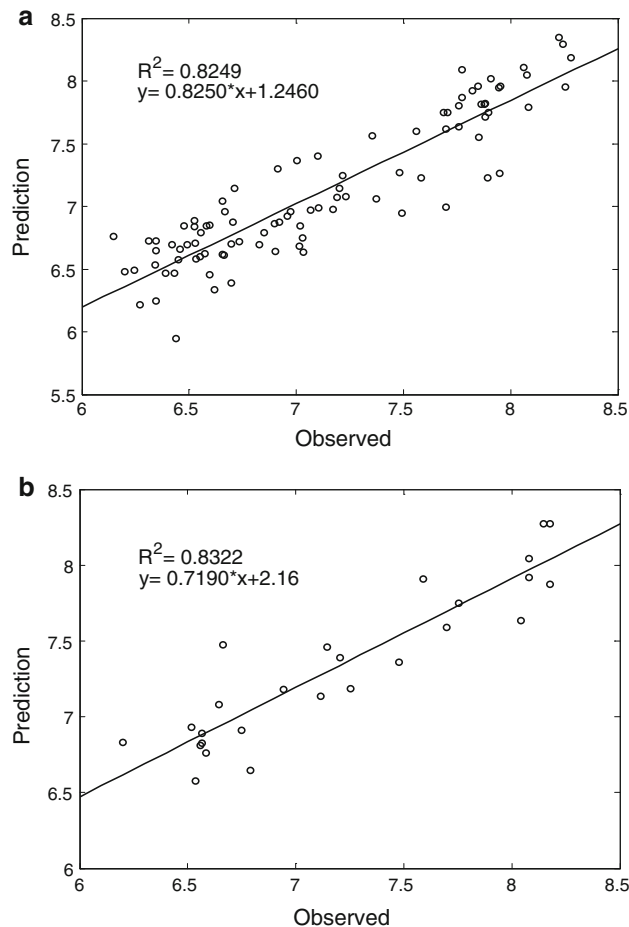 a
8.5
8
7.5
7
6.5
6
5.5
Prediction
R2= 0.8249
y= 0.8250*x+1.2460
6 6.5 7 7.5 8 8.5
Observed
b
8.5
8
7.5
7
6.5
6
Prediction
R2= 0.8322
y= 0.7190*x+2.16
6 6.5 7 7.5 8 8.5
Observed